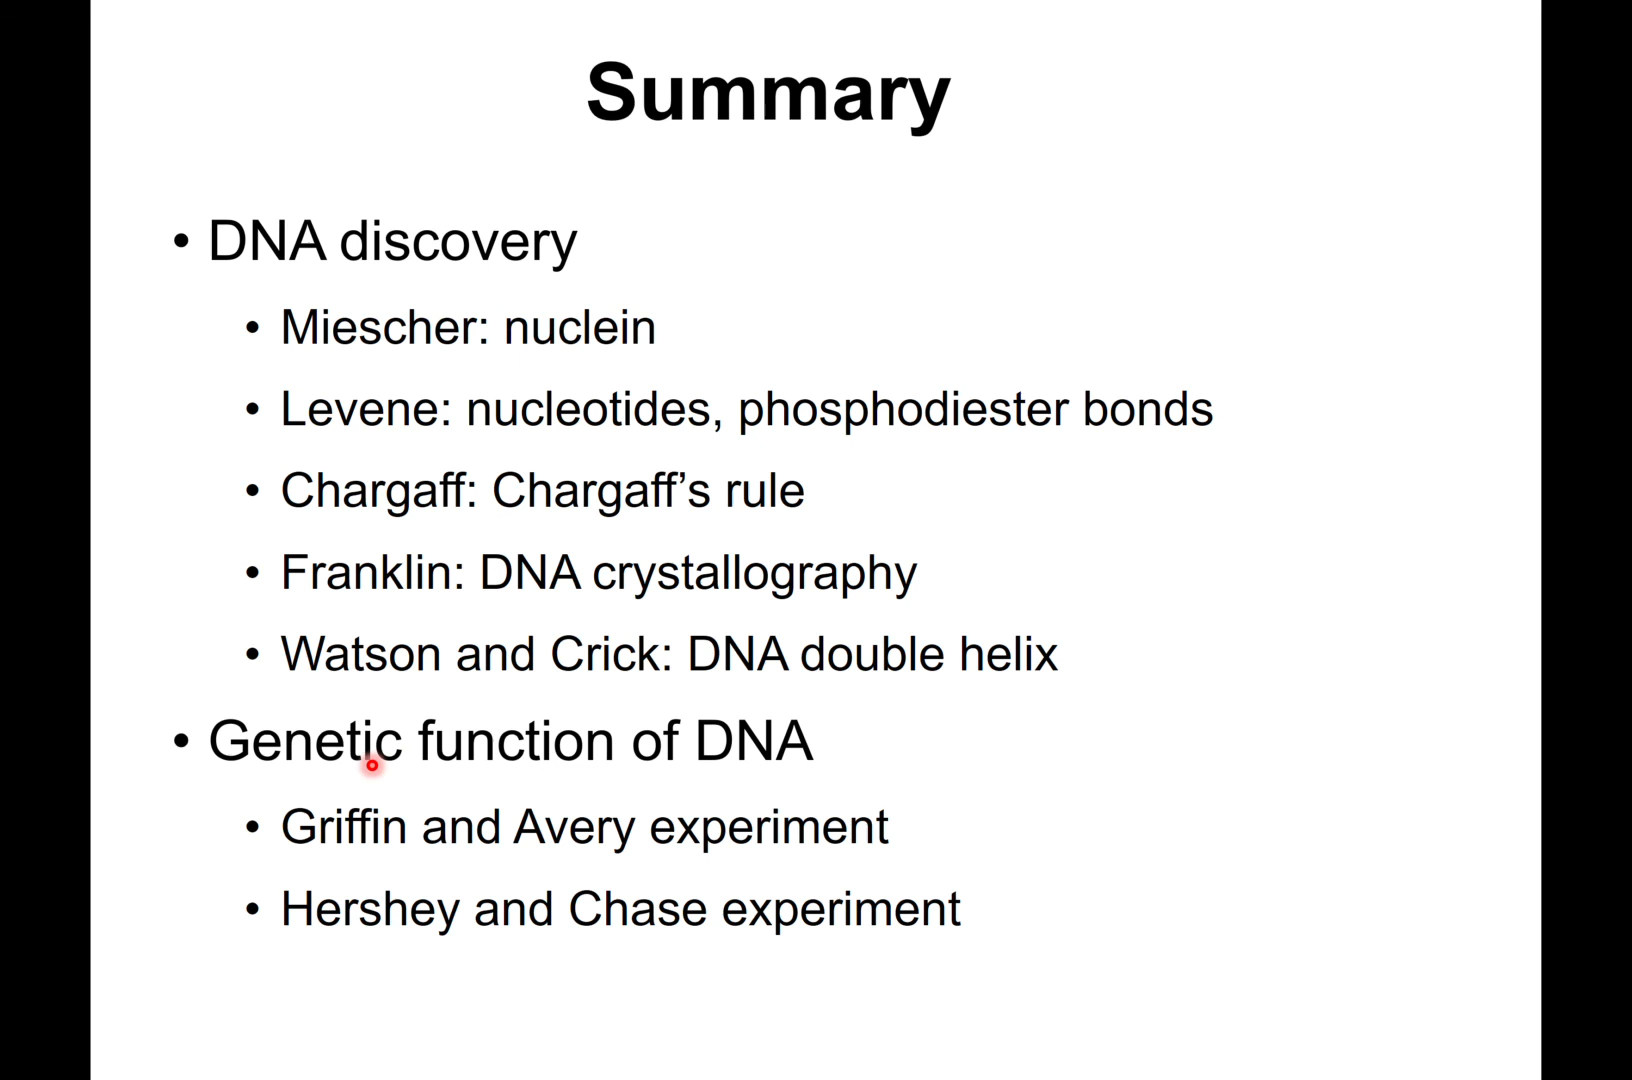 Summary
• DNA discovery
• Miescher: nuclein
• Levene: nucleotides, phosphodiester bonds
• Chargaff: Chargaff’s rule
• Franklin: DNA crystallography
• Watson and Crick: DNA double helix
• Genetic function of DNA
• Griffin and Avery experiment
• Hershey and Chase experiment